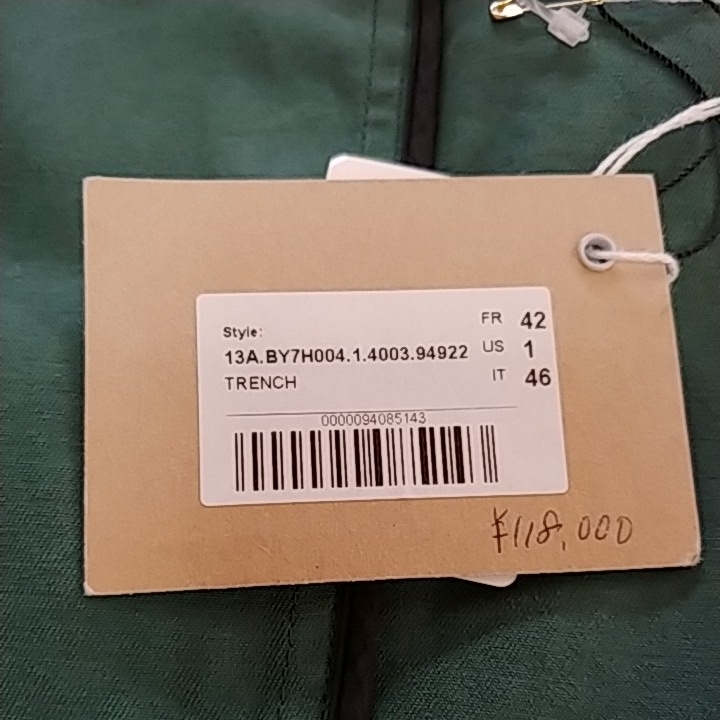 Style:
13A.BY7H004.1.4003.94922
TRENCH
FR 42
US 1
IT 46
0000094085143
¥118,000